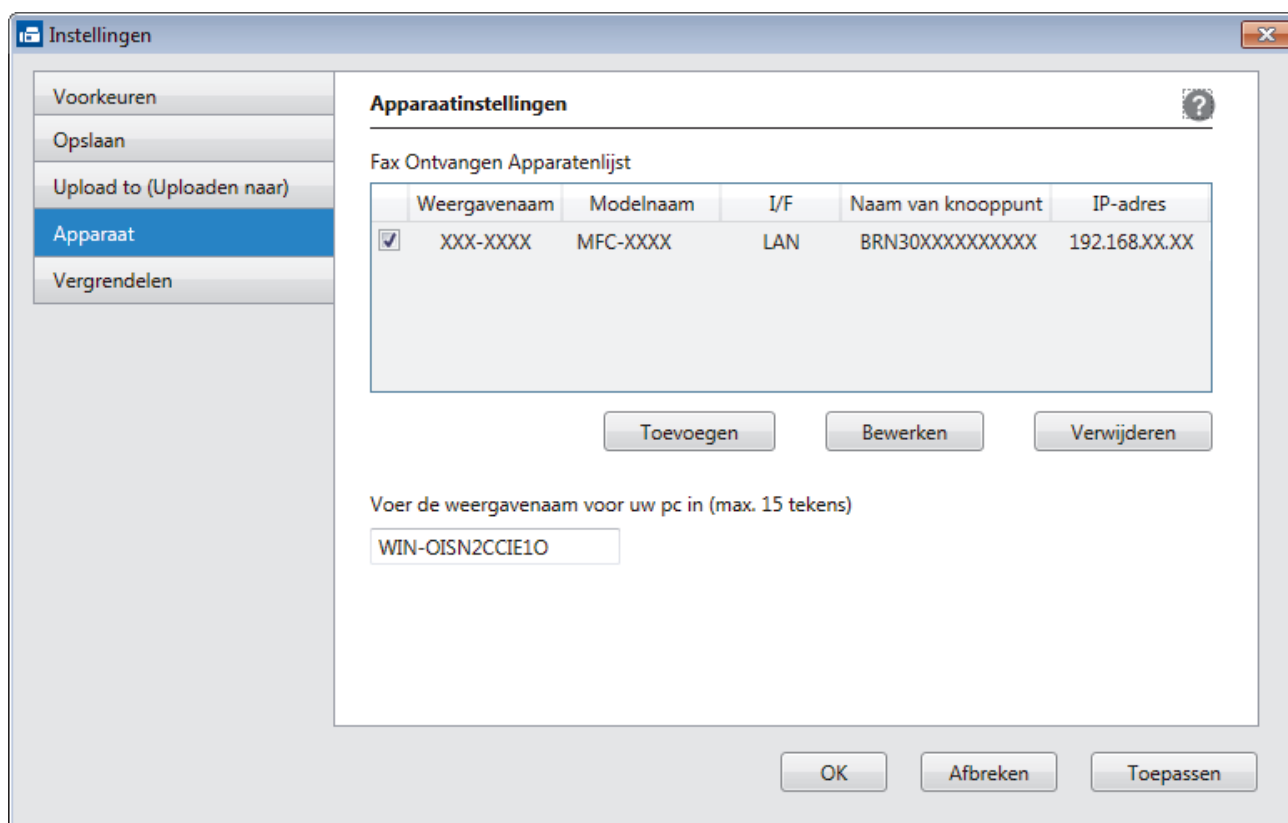 Instellingen
Voorkeuren
Opslaan
Upload to (Uploaden naar)
Apparaat
Vergrendelen
Apparaatinstellingen
?
Fax Ontvangen Apparatenlijst
Weergavenaam Modelnaam I/F Naam van knooppunt IP-adres
XXX-XXXX MFC-XXXX LAN BRN30XXXXXXXXXX 192.168.XX.XX
Toevoegen Bewerken Verwijderen
Voer de weergavenaam voor uw pc in (max. 15 tekens)
WIN-OISN2CCIE1O
OK Afbreken Toepassen